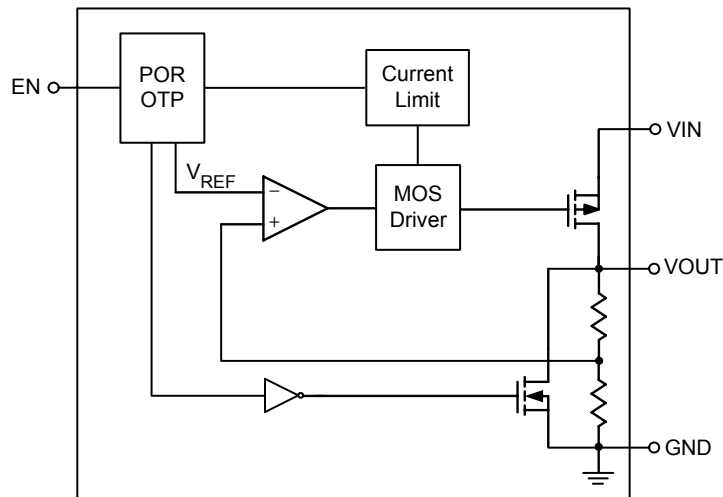 EN
POR
OTP
Current
Limit
VIN
VREF
−
+
MOS
Driver
VOUT
GND